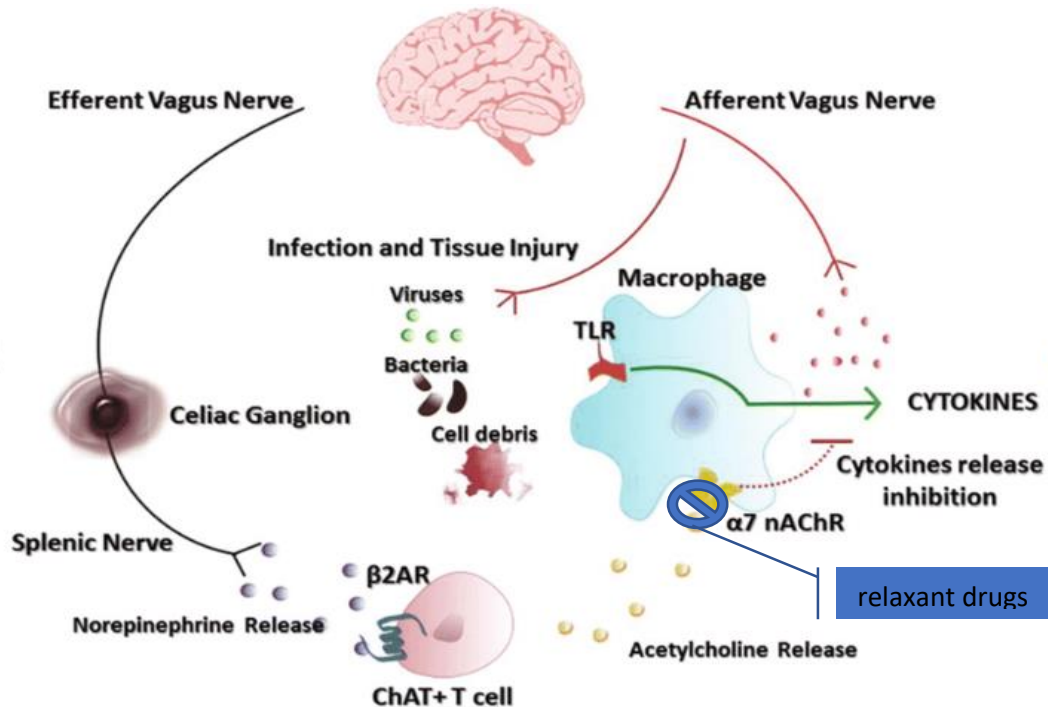 Efferent Vagus Nerve
Afferent Vagus Nerve
Infection and Tissue Injury
Viruses
Bacteria
Cell debris
Macrophage
TLR
CYTOKINES
Cytokines release
inhibition
α7 nAChR
relaxant drugs
Celiac Ganglion
Splenic Nerve
Norepinephrine Release
β2AR
ChAT+ T cell
Acetylcholine Release